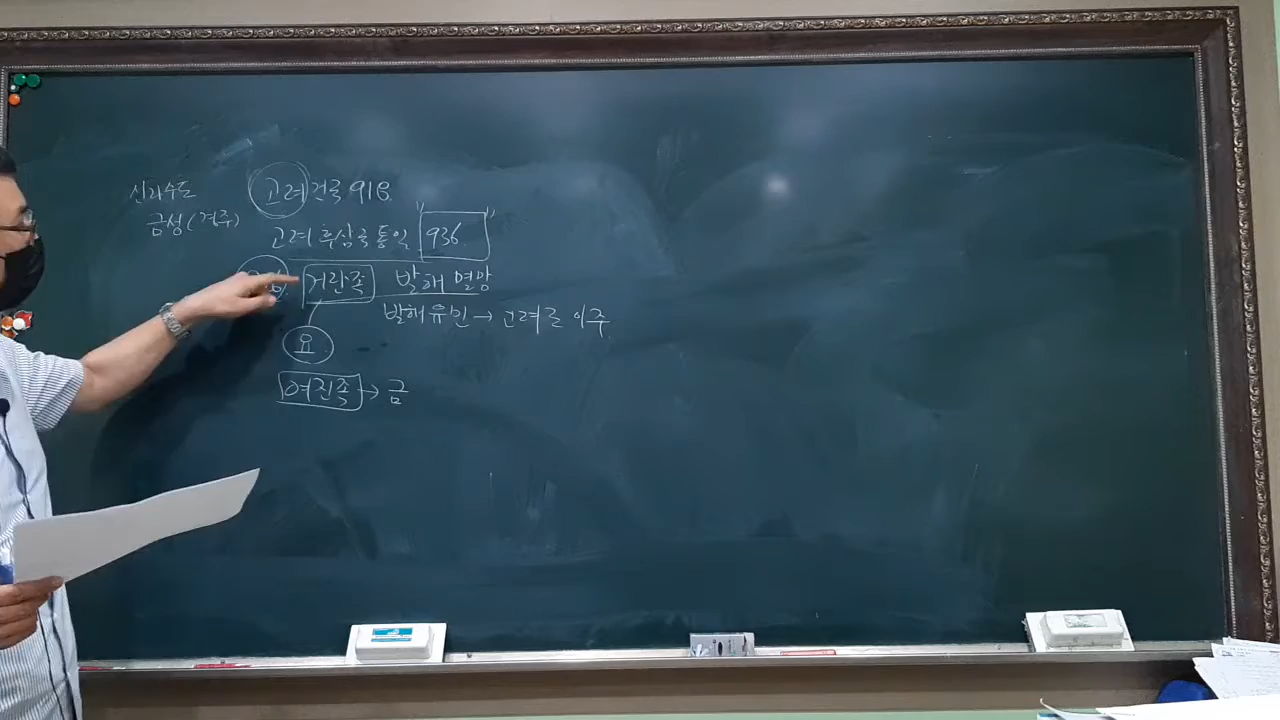 신라수도
금성(경주)
고려 건국 918.
고려 후삼국 통일 "936."
거란족 발해 멸망
발해 유민 → 고려로 이주
요
여진족 → 금